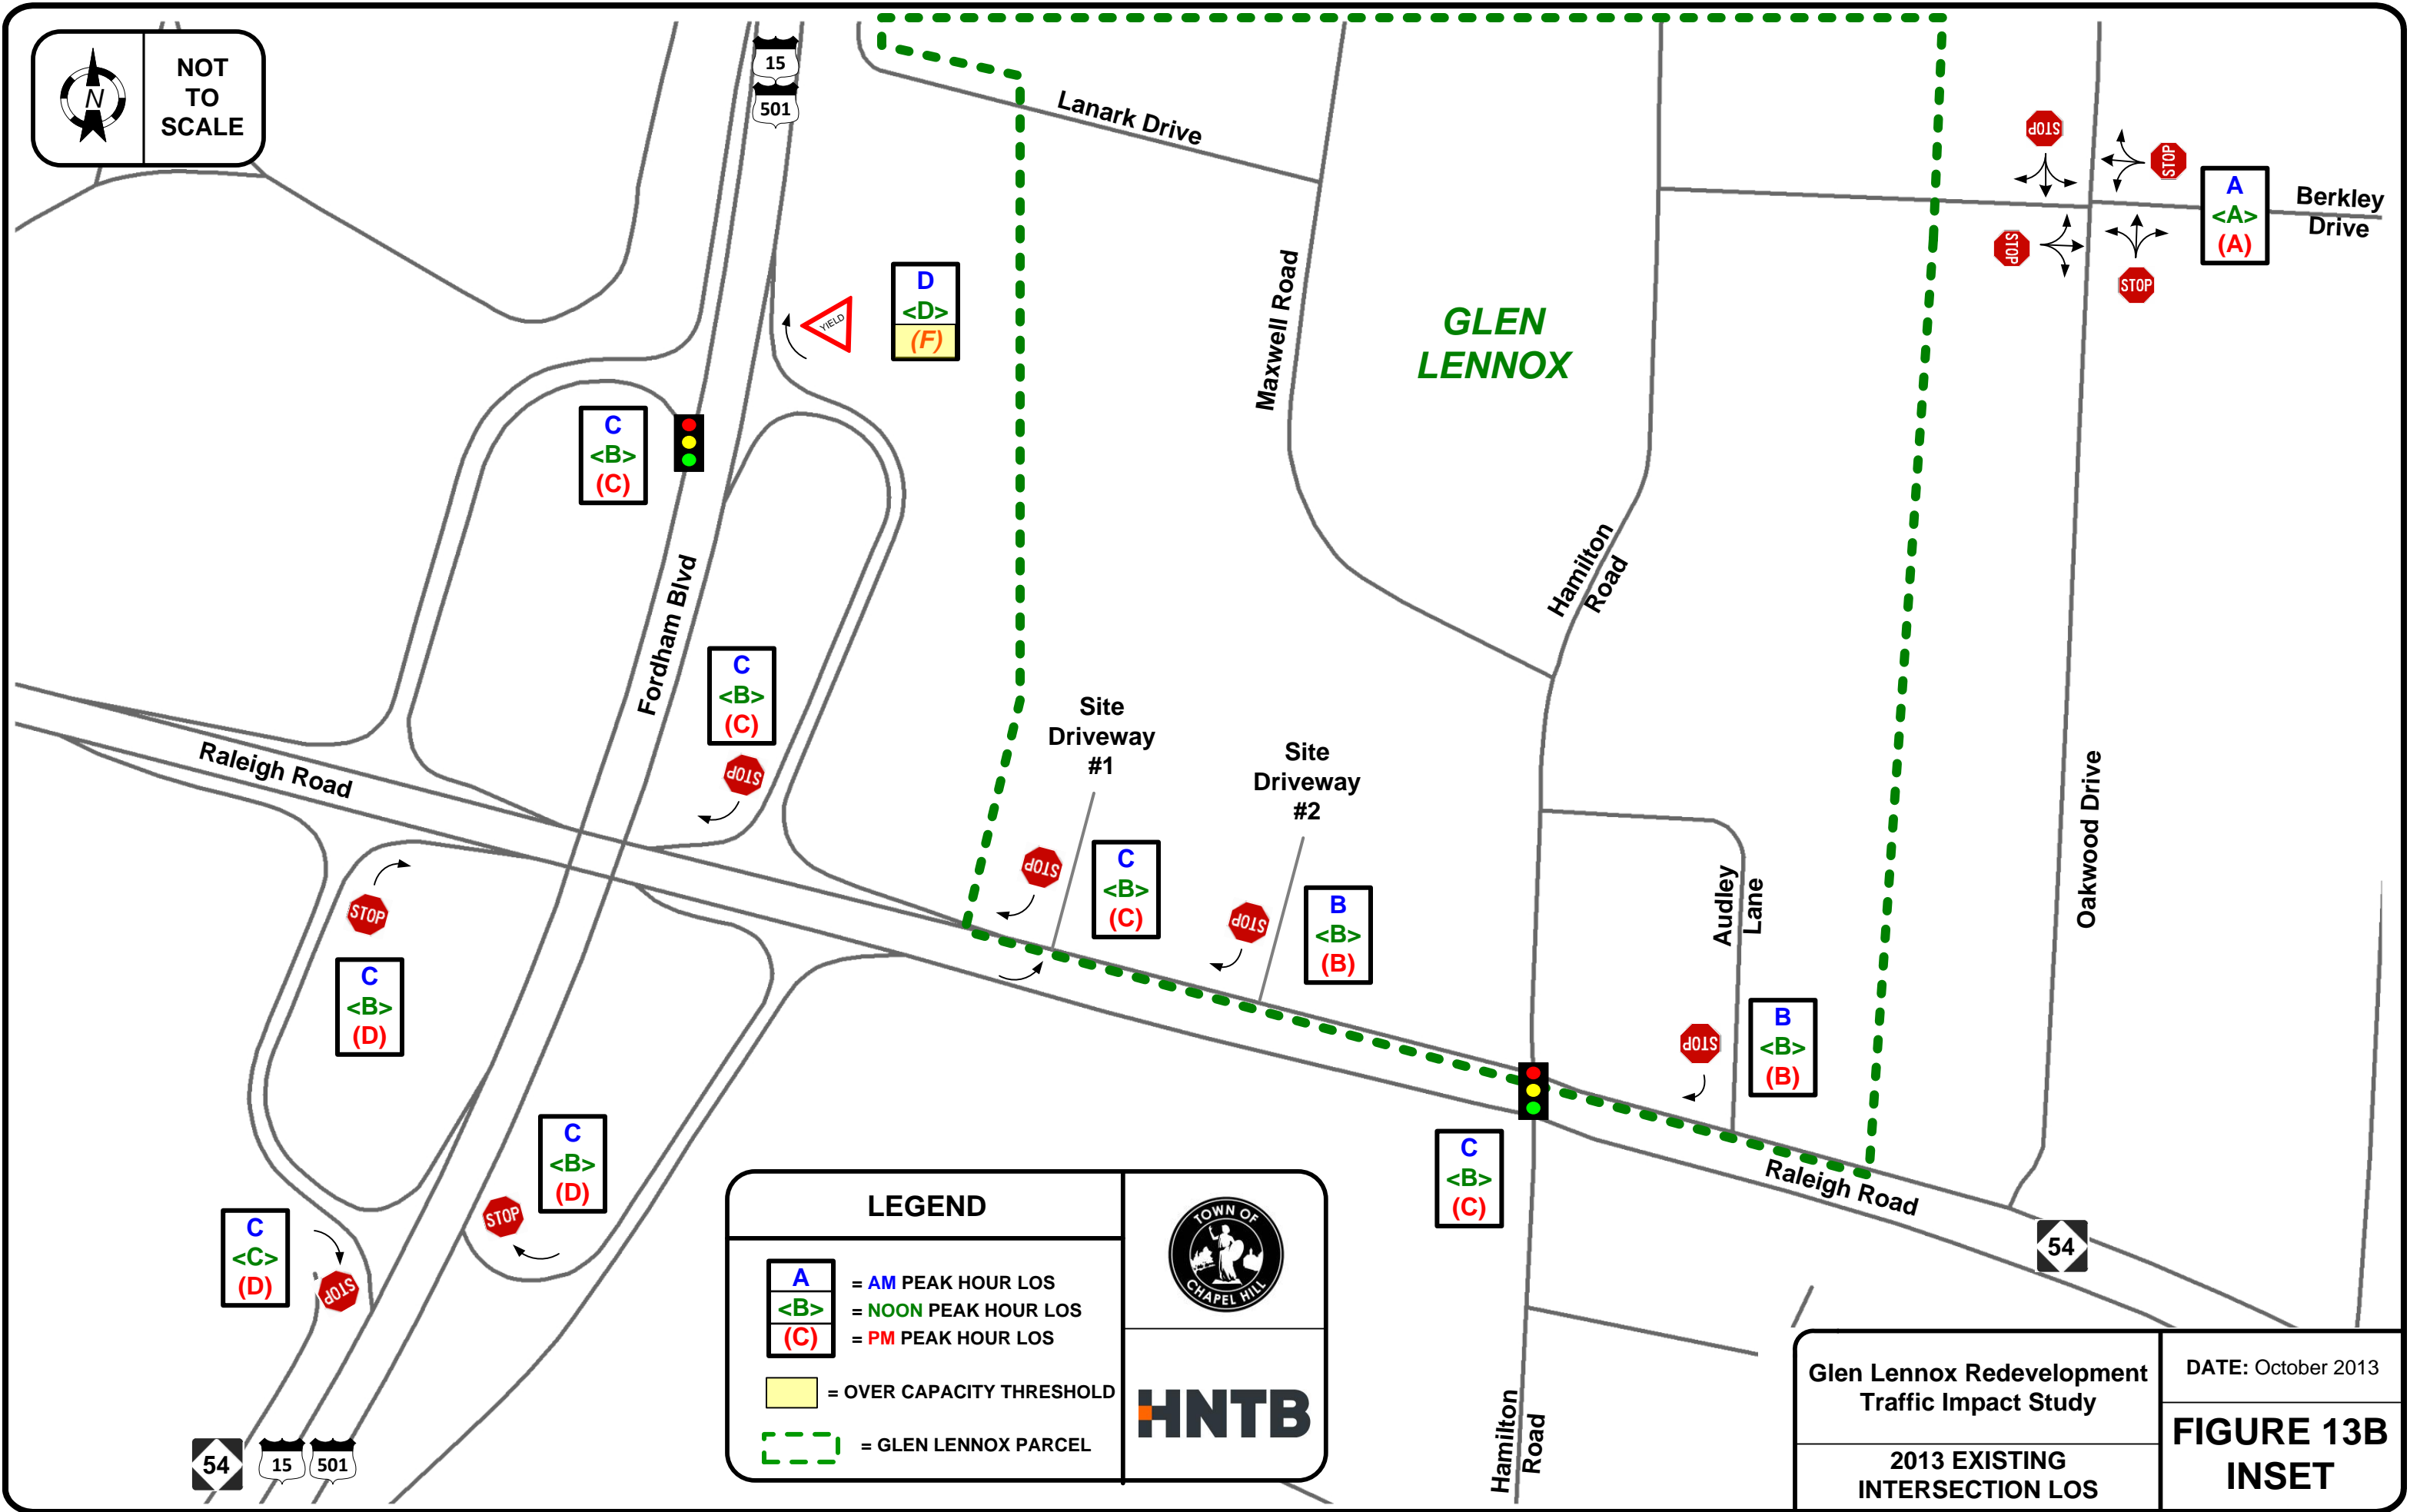 N
NOT
TO
SCALE
15
501
Lanark Drive
STOP
STOP
STOP
STOP
A
<A>
(A)
Berkley
Drive
YIELD
D
<D>
(F)
Maxwell Road
GLEN
LENNOX
C
<B>
(C)
Hamilton
Road
Fordham Blvd
C
<B>
(C)
STOP
Raleigh Road
Site
Driveway
#1
Site
Driveway
#2
Oakwood Drive
STOP
C
<B>
(C)
STOP
B
<B>
(B)
Audley
Lane
STOP
C
<B>
(D)
STOP
B
<B>
(B)
C
<B>
(D)
STOP
C
<B>
(C)
Raleigh Road
54
C
<C>
(D)
STOP
LEGEND
A
= AM PEAK HOUR LOS
<B>
= NOON PEAK HOUR LOS
(C)
= PM PEAK HOUR LOS
= OVER CAPACITY THRESHOLD
= GLEN LENNOX PARCEL
TOWN OF
CHAPEL HILL
HNTB
Hamilton
Road
54
15
501
Glen Lennox Redevelopment
Traffic Impact Study
2013 EXISTING
INTERSECTION LOS
DATE: October 2013
FIGURE 13B
INSET